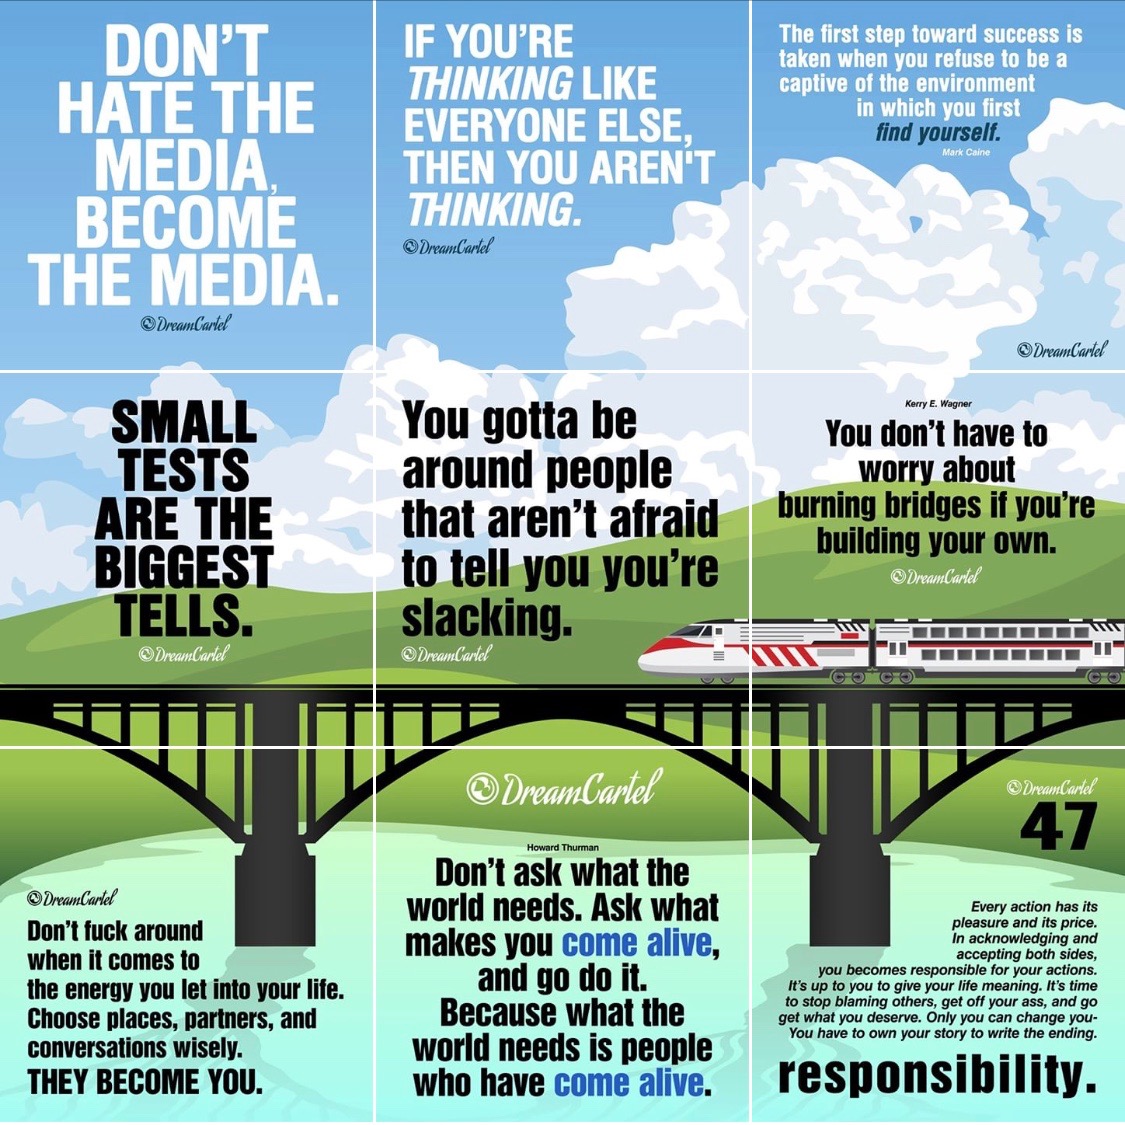 DON'T
HATE THE
MEDIA,
BECOME
THE MEDIA.
DreamCartel
IF YOU'RE
THINKING LIKE
EVERYONE ELSE,
THEN YOU AREN'T
THINKING.
DreamCartel
The first step toward success is
taken when you refuse to be a
captive of the environment
in which you first
find yourself.
Mark Caine
DreamCartel
SMALL
TESTS
ARE THE
BIGGEST
TELLS.
DreamCartel
You gotta be
around people
that aren't afraid
to tell you you're
slacking.
DreamCartel
Kerry E. Wagner
You don't have to
worry about
burning bridges if you're
building your own.
DreamCartel
DreamCartel
Don't fuck around
when it comes to
the energy you let into your life.
Choose places, partners, and
conversations wisely.
THEY BECOME YOU.
DreamCartel
Howard Thurman
Don't ask what the
world needs. Ask what
makes you come alive,
and go do it.
Because what the
world needs is people
who have come alive.
DreamCartel
47
Every action has its
pleasure and its price.
In acknowledging and
accepting both sides,
you becomes responsible for your actions.
It's up to you to give your life meaning. It's time
to stop blaming others, get off your ass, and go
get what you deserve. Only you can change you-
You have to own your story to write the ending.
responsibility.